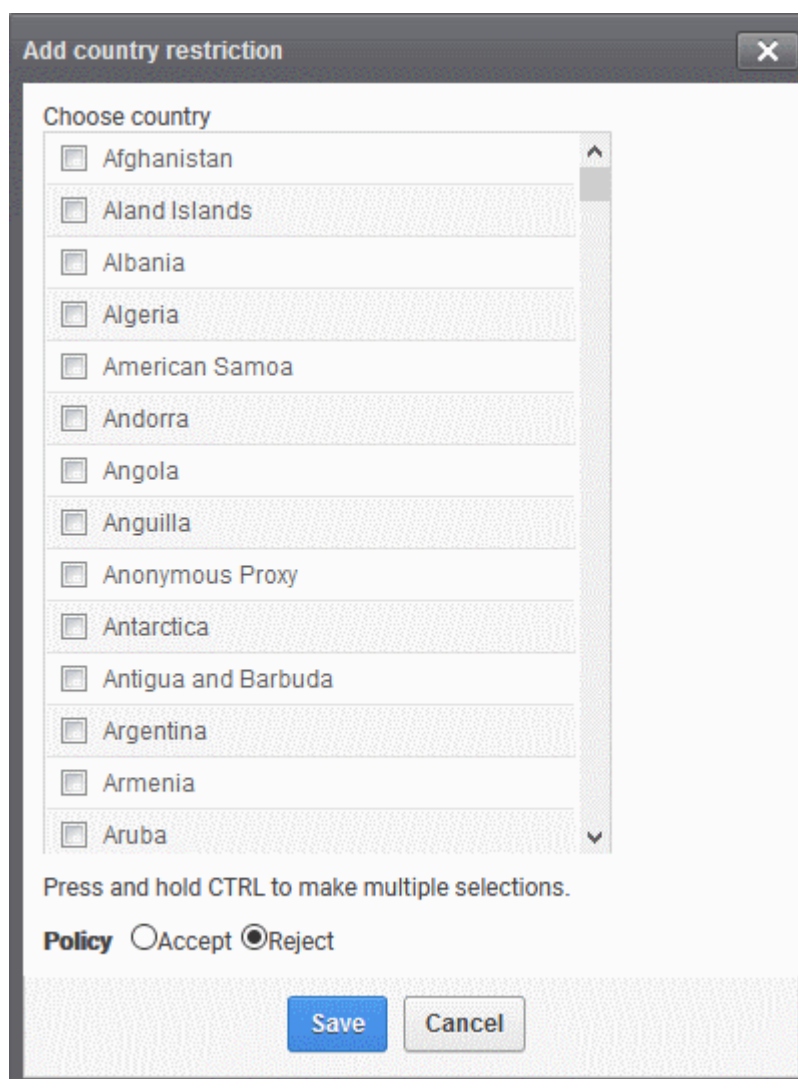 Add country restriction
Choose country
Afghanistan
Aland Islands
Albania
Algeria
American Samoa
Andorra
Angola
Anguilla
Anonymous Proxy
Antarctica
Antigua and Barbuda
Argentina
Armenia
Aruba
Press and hold CTRL to make multiple selections.
Policy Accept Reject
Save Cancel